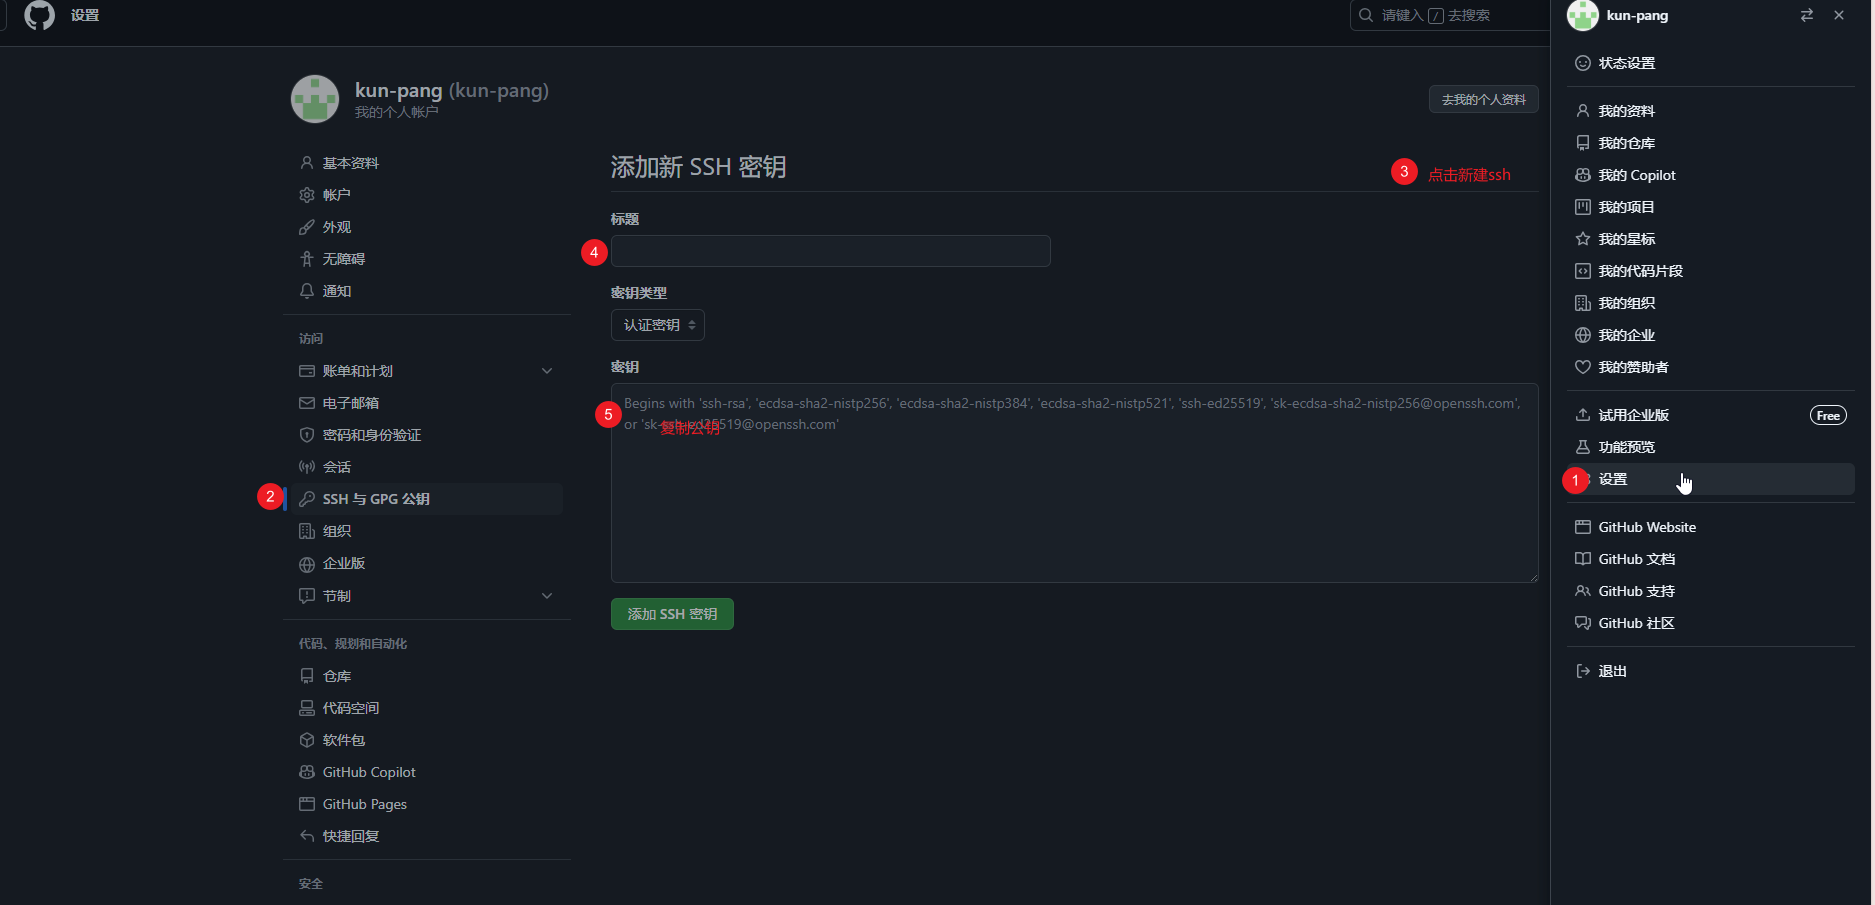 设置
请键入 / 去搜索
kun-pang
kun-pang (kun-pang)
我的个人帐户
去我的个人资料
基本资料
帐户
外观
无障碍
通知
访问
账单和计划
电子邮箱
密码和身份验证
会话
2
SSH 与 GPG 公钥
组织
企业版
节制
代码、规划和自动化
仓库
代码空间
软件包
GitHub Copilot
GitHub Pages
快捷回复
安全
添加新 SSH 密钥
3 点击新建ssh
标题
4
密钥类型
认证密钥
密钥
5
Begins with 'ssh-rsa', 'ecdsa-sha2-nistp256', 'ecdsa-sha2-nistp384', 'ecdsa-sha2-nistp521', 'ssh-ed25519', 'sk-ecdsa-sha2-nistp256@openssh.com',
or 'sk-ssh-ed25519@openssh.com'
复制公钥
添加 SSH 密钥
状态设置
我的资料
我的仓库
我的 Copilot
我的项目
我的星标
我的代码片段
我的组织
我的企业
我的赞助者
试用企业版 Free
功能预览
1 设置
GitHub Website
GitHub 文档
GitHub 支持
GitHub 社区
退出